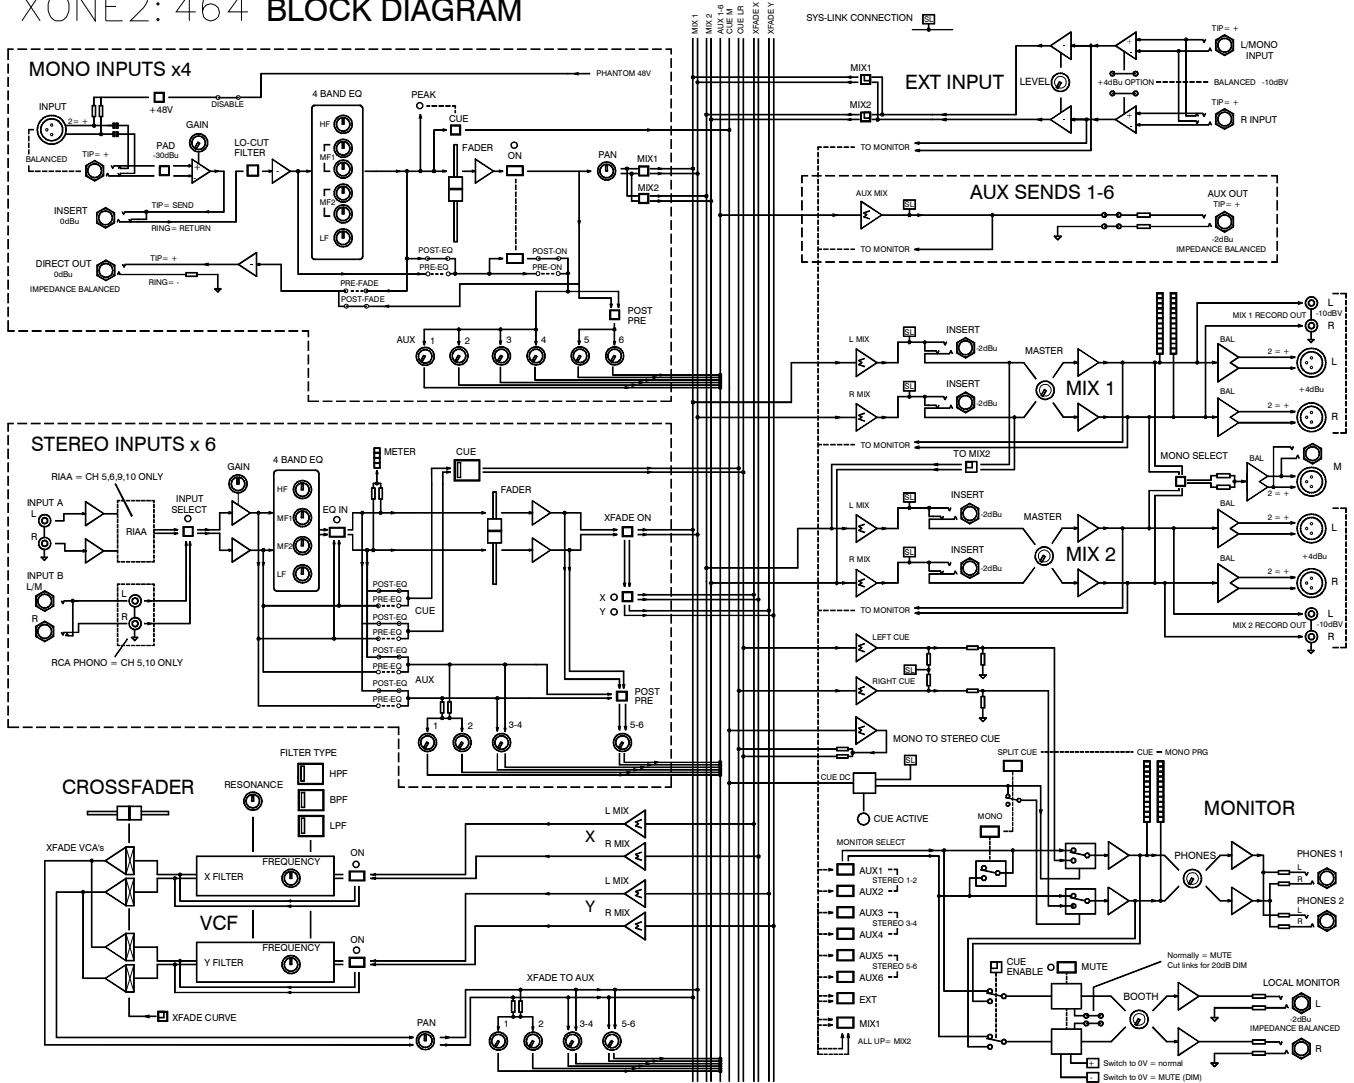 XONE2: 464 BLOCK DIAGRAM
MIX 1
MIX 2
AUX 1-6
CUE M
CUE LR
XFADE X
XFADE Y
MONO INPUTS x4
PHANTOM 48V
INPUT
2= +
BALANCED
+48V
DISABLE
TIP= +
PAD
-30dBu
GAIN
LO-CUT
FILTER
4 BAND EQ
HF
MF1
MF2
LF
PEAK
CUE
FADER
ON
PAN
MIX1
MIX2
INSERT
0dBu
TIP= SEND
RING= RETURN
DIRECT OUT
0dBu
IMPEDANCE BALANCED
TIP= +
RING= -
POST-EQ
PRE-EQ
POST-ON
PRE-ON
PRE-FADE
POST-FADE
POST
PRE
AUX
1
2
3
4
5
6
STEREO INPUTS x 6
RIAA = CH 5,6,9,10 ONLY
INPUT A
L
R
RIAA
INPUT
SELECT
GAIN
4 BAND EQ
HF
MF1
MF2
LF
EQ IN
METER
CUE
FADER
XFADE ON
X
Y
INPUT B
L/M
R
L
R
RCA PHONO = CH 5,10 ONLY
POST-EQ
PRE-EQ
CUE
POST-EQ
PRE-EQ
POST-EQ
PRE-EQ
AUX
POST-EQ
PRE-EQ
POST
PRE
1
2
3-4
5-6
CROSSFADER
FILTER TYPE
HPF
BPF
LPF
RESONANCE
XFADE VCA's
FREQUENCY
X FILTER
ON
VCF
FREQUENCY
Y FILTER
ON
L MIX
X
R MIX
L MIX
Y
R MIX
XFADE CURVE
PAN
XFADE TO AUX
1
2
3-4
5-6
SYS-LINK CONNECTION
SL
EXT INPUT
MIX1
MIX2
LEVEL
+4dBu OPTION
BALANCED -10dBV
TIP= +
L/MONO
INPUT
TIP= +
R INPUT
TO MONITOR
AUX SENDS 1-6
AUX MIX
SL
TO MONITOR
AUX OUT
TIP= +
-2dBu
IMPEDANCE BALANCED
L MIX
SL
INSERT
-2dBu
R MIX
SL
INSERT
-2dBu
MASTER
MIX 1
L
MIX 1 RECORD OUT
-10dBV
R
BAL
2 = +
L
+4dBu
BAL
2 = +
R
TO MONITOR
TO MIX2
MONO SELECT
BAL
2 = +
M
L MIX
SL
INSERT
-2dBu
R MIX
SL
INSERT
-2dBu
MASTER
MIX 2
BAL
2 = +
L
+4dBu
BAL
2 = +
R
TO MONITOR
L
MIX 2 RECORD OUT
-10dBV
R
LEFT CUE
SL
RIGHT CUE
MONO TO STEREO CUE
CUE DC
SL
CUE ACTIVE
SPLIT CUE
CUE
MONO PRG
MONO
MONITOR
MONITOR SELECT
AUX1
STEREO 1-2
AUX2
AUX3
STEREO 3-4
AUX4
AUX5
STEREO 5-6
AUX6
EXT
MIX1
ALL UP= MIX2
PHONES
PHONES 1
L
R
PHONES 2
L
R
CUE
ENABLE
MUTE
Normally = MUTE
Cut links for 20dB DIM
BOOTH
LOCAL MONITOR
L
-2dBu
IMPEDANCE BALANCED
R
+ Switch to 0V = normal
- Switch to 0V = MUTE (DIM)